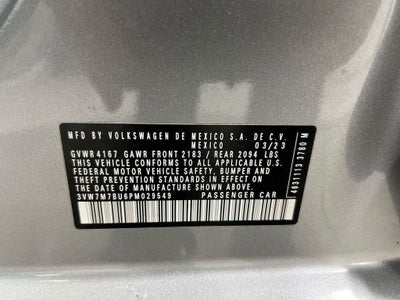 MFD BY VOLKSWAGEN DE MEXICO S.A. DE C.V.
MEXICO 03/23
GVWR 4167 GAWR FRONT 2183 / REAR 2094 LBS
THIS VEHICLE CONFORMS TO ALL APPLICABLE U.S.
FEDERAL MOTOR VEHICLE SAFETY, BUMPER AND
THEFT PREVENTION STANDARDS IN EFFECT ON THE
DATE OF MANUFACTURE SHOWN ABOVE.
3VW7M7BU6PM029549 PASSENGER CAR
4631113 3780 M